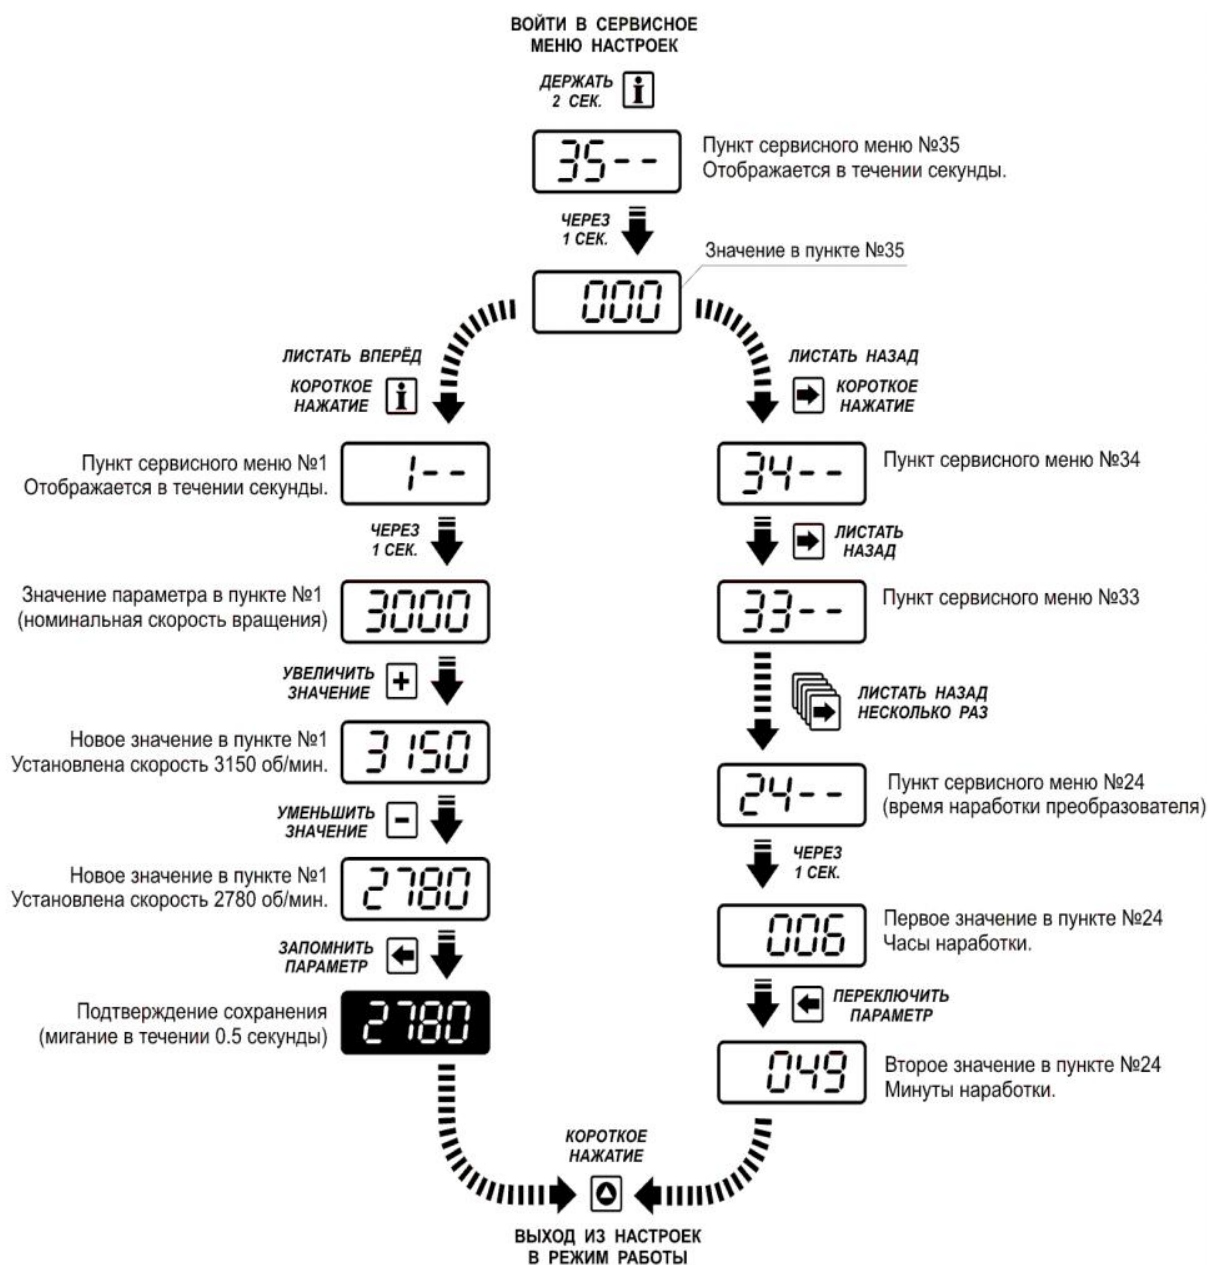 ВОЙТИ В СЕРВИСНОЕ
МЕНЮ НАСТРОЕК
ДЕРЖАТЬ
2 СЕК.
i
35--
Пункт сервисного меню №35
Отображается в течении секунды.
ЧЕРЕЗ
1 СЕК.
Значение в пункте №35
000
ЛИСТАТЬ ВПЕРЁД
КОРОТКОЕ
НАЖАТИЕ
i
Пункт сервисного меню №1
Отображается в течении секунды.
1--
ЧЕРЕЗ
1 СЕК.
Значение параметра в пункте №1
(номинальная скорость вращения)
3000
УВЕЛИЧИТЬ
ЗНАЧЕНИЕ
+
Новое значение в пункте №1
Установлена скорость 3150 об/мин.
3150
УМЕНЬШИТЬ
ЗНАЧЕНИЕ
-
Новое значение в пункте №1
Установлена скорость 2780 об/мин.
2780
ЗАПОМНИТЬ
ПАРАМЕТР
Подтверждение сохранения
(мигание в течении 0.5 секунды)
2780
ЛИСТАТЬ НАЗАД
КОРОТКОЕ
НАЖАТИЕ
34--
Пункт сервисного меню №34
ЛИСТАТЬ
НАЗАД
33--
Пункт сервисного меню №33
ЛИСТАТЬ НАЗАД
НЕСКОЛЬКО РАЗ
24--
Пункт сервисного меню №24
(время наработки преобразователя)
ЧЕРЕЗ
1 СЕК.
006
Первое значение в пункте №24
Часы наработки.
ПЕРЕКЛЮЧИТЬ
ПАРАМЕТР
049
Второе значение в пункте №24
Минуты наработки.
КОРОТКОЕ
НАЖАТИЕ
ВЫХОД ИЗ НАСТРОЕК
В РЕЖИМ РАБОТЫ